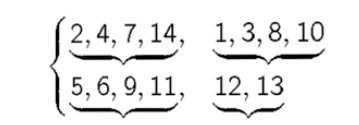 2, 4, 7, 14, 1, 3, 8, 10
5, 6, 9, 11, 12, 13